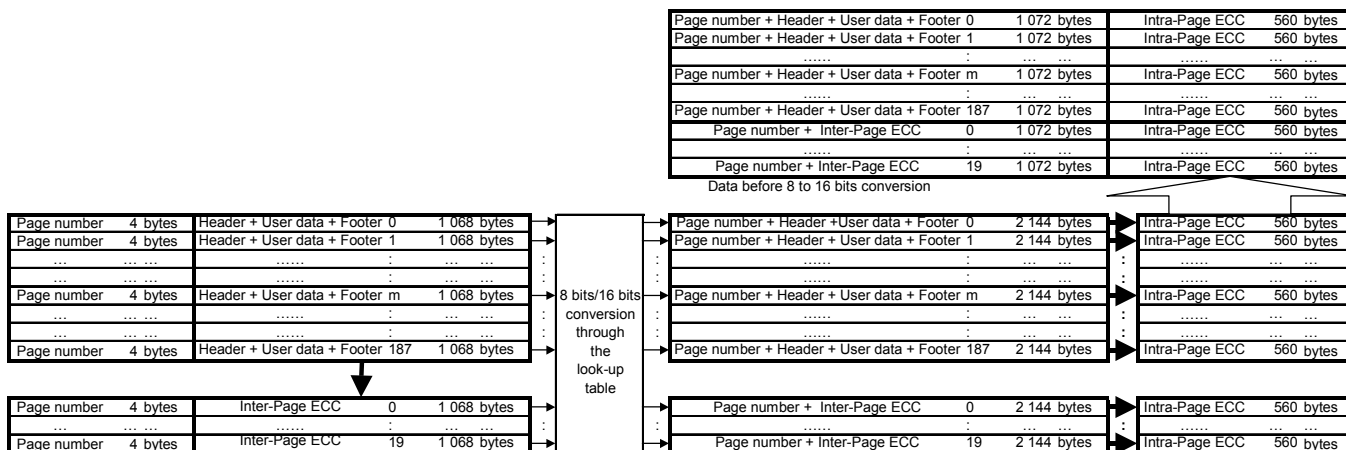 Page number + Header + User data + Footer 0 1 072 bytes Intra-Page ECC 560 bytes
Page number + Header + User data + Footer 1 1 072 bytes Intra-Page ECC 560 bytes
...... : ... ... ...... ... ...
Page number + Header + User data + Footer m 1 072 bytes Intra-Page ECC 560 bytes
...... : ... ... ...... ... ...
Page number + Header + User data + Footer 187 1 072 bytes Intra-Page ECC 560 bytes
Page number + Inter-Page ECC 0 1 072 bytes Intra-Page ECC 560 bytes
...... : ... ... ...... ... ...
Page number + Inter-Page ECC 19 1 072 bytes Intra-Page ECC 560 bytes
Data before 8 to 16 bits conversion
Page number 4 bytes Header + User data + Footer 0 1 068 bytes Page number + Header +User data + Footer 0 2 144 bytes Intra-Page ECC 560 bytes
Page number 4 bytes Header + User data + Footer 1 1 068 bytes Page number + Header + User data + Footer 1 2 144 bytes Intra-Page ECC 560 bytes
... ... ... ...... : ... ... : : ...... : ... ... : ...... ... ...
... ... ... ...... : ... ... : : ...... : ... ... : ...... ... ...
Page number 4 bytes Header + User data + Footer m 1 068 bytes 8 bits/16 bits Page number + Header + User data + Footer m 2 144 bytes Intra-Page ECC 560 bytes
... ... ... ...... : ... ... : conversion : ...... : ... ... : ...... ... ...
... ... ... ...... : ... ... : through : ...... : ... ... : ...... ... ...
Page number 4 bytes Header + User data + Footer 187 1 068 bytes the Page number + Header + User data + Footer 187 2 144 bytes Intra-Page ECC 560 bytes
look-up
table
Page number 4 bytes Inter-Page ECC 0 1 068 bytes Page number + Inter-Page ECC 0 2 144 bytes Intra-Page ECC 560 bytes
... ... ... ...... : ... ... : : ...... : ... ... : ...... ... ...
Page number 4 bytes Inter-Page ECC 19 1 068 bytes Page number + Inter-Page ECC 19 2 144 bytes Intra-Page ECC 560 bytes